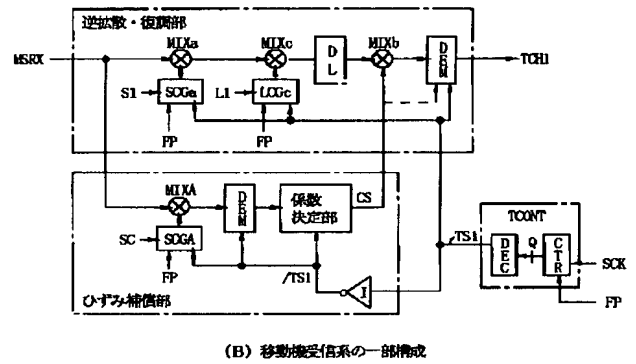 逆拡散・復調部
MSRX
MIXa
MIXc
D
L
MIXb
D
E
M
TCH1
S1
SCGa
L1
LCGc
FP
FP
MIXA
D
E
M
係数
決定部
CS
SC
SCGA
FP
/TS1
I
ひずみ補償部
TCONT
TS1
D
E
C
Q
C
T
R
SCK
FP
(B) 移動機受信系の一部構成